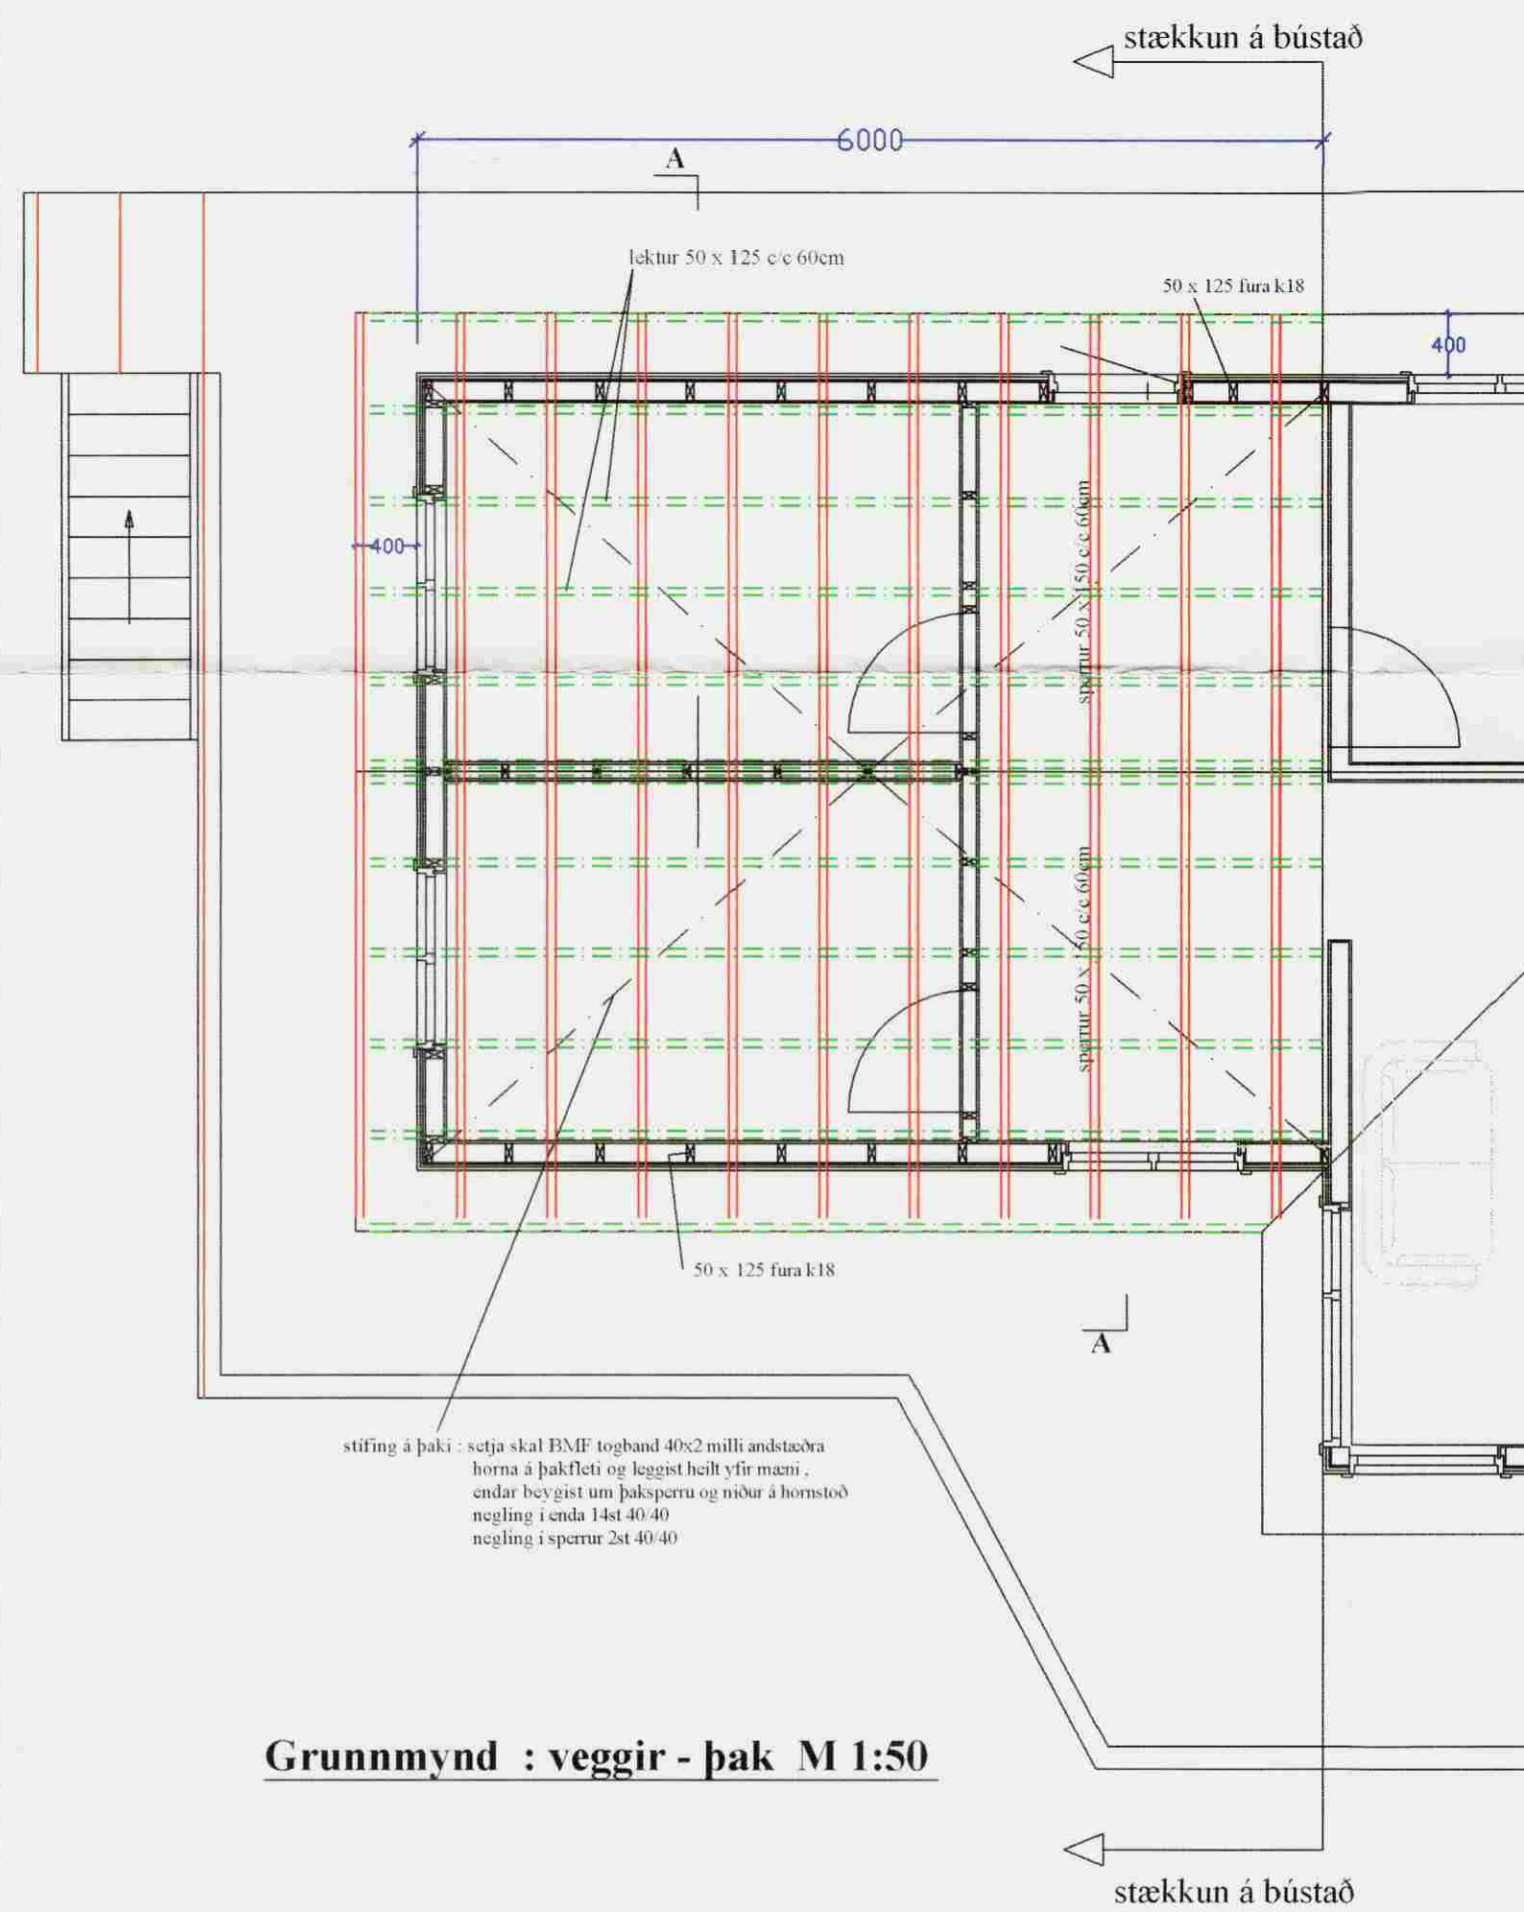 stækkun á bústað
6000
A
lektur 50 x 125 c/c 60cm
50 x 125 fura k18
400
400
sperrur 50 x 150 c/c 60cm
sperrur 50 x 150 c/c 60cm
50 x 125 fura k18
A
stífing á þaki : setja skal BMF togband 40x2 milli andstæðra
horna á þakfleti og leggist heilt yfir mæni ,
endar beygist um þaksperru og niður á hornstoð
negling í enda 14st 40/40
negling í sperrur 2st 40/40
Grunnmynd : veggir - þak M 1:50
stækkun á bústað